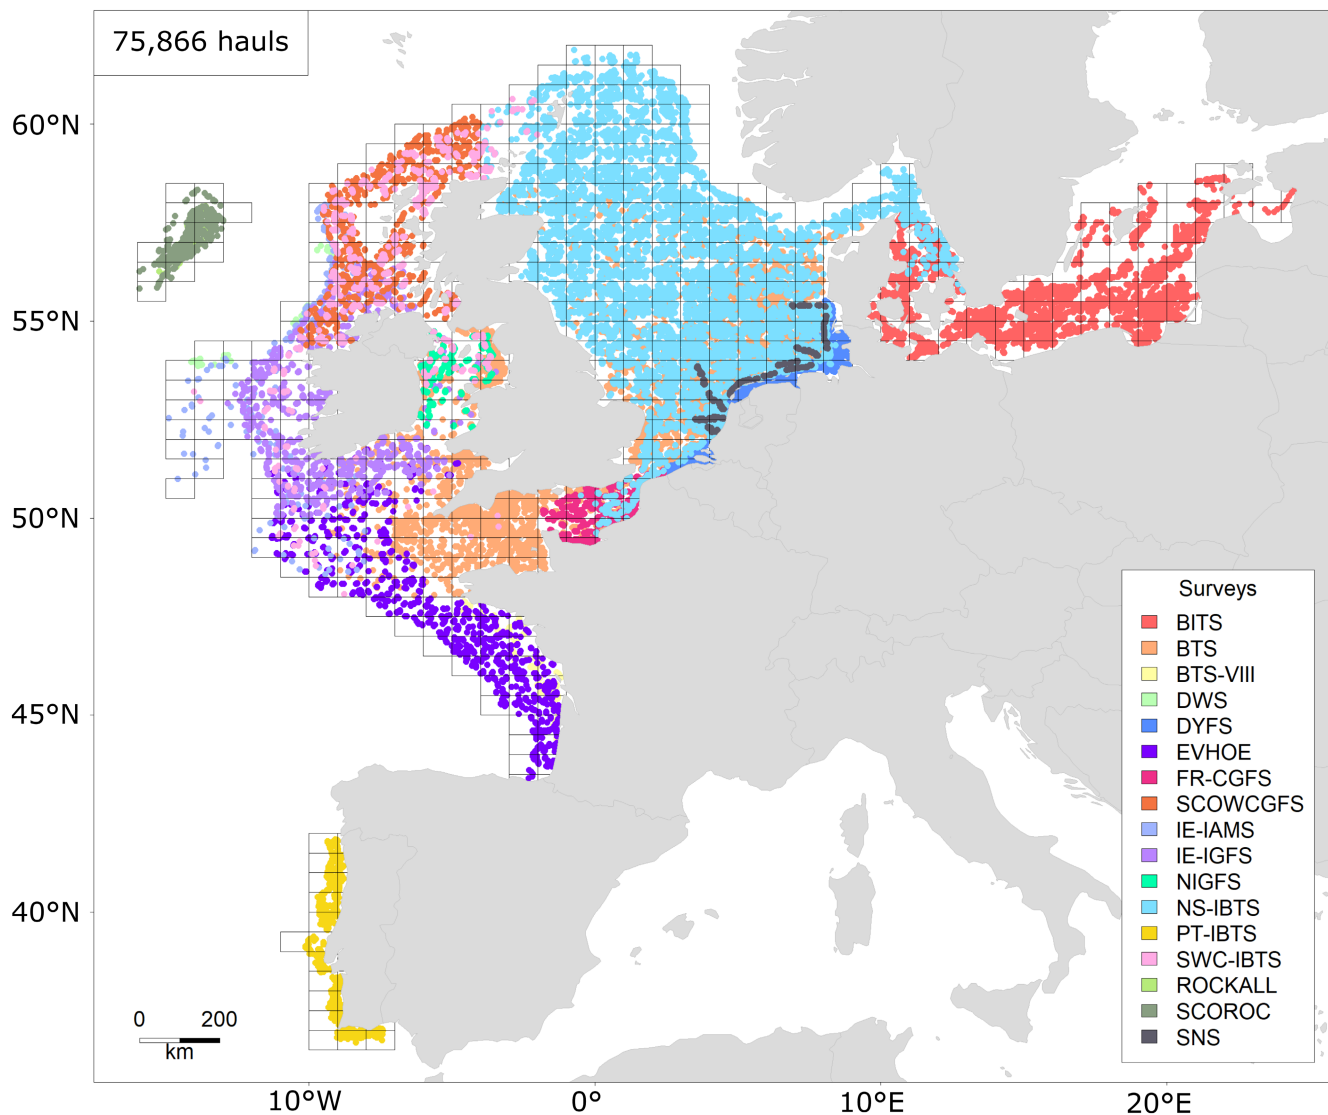 75,866 hauls
60°N
55°N
50°N
45°N
40°N
Surveys
BITS
BTS
BTS-VIII
DWS
DYFS
EVHOE
FR-CGFS
SCOWCGFS
IE-IAMS
IE-IGFS
NIGFS
NS-IBTS
PT-IBTS
SWC-IBTS
ROCKALL
SCOROC
SNS
0 200
km
10°W 0° 10°E 20°E